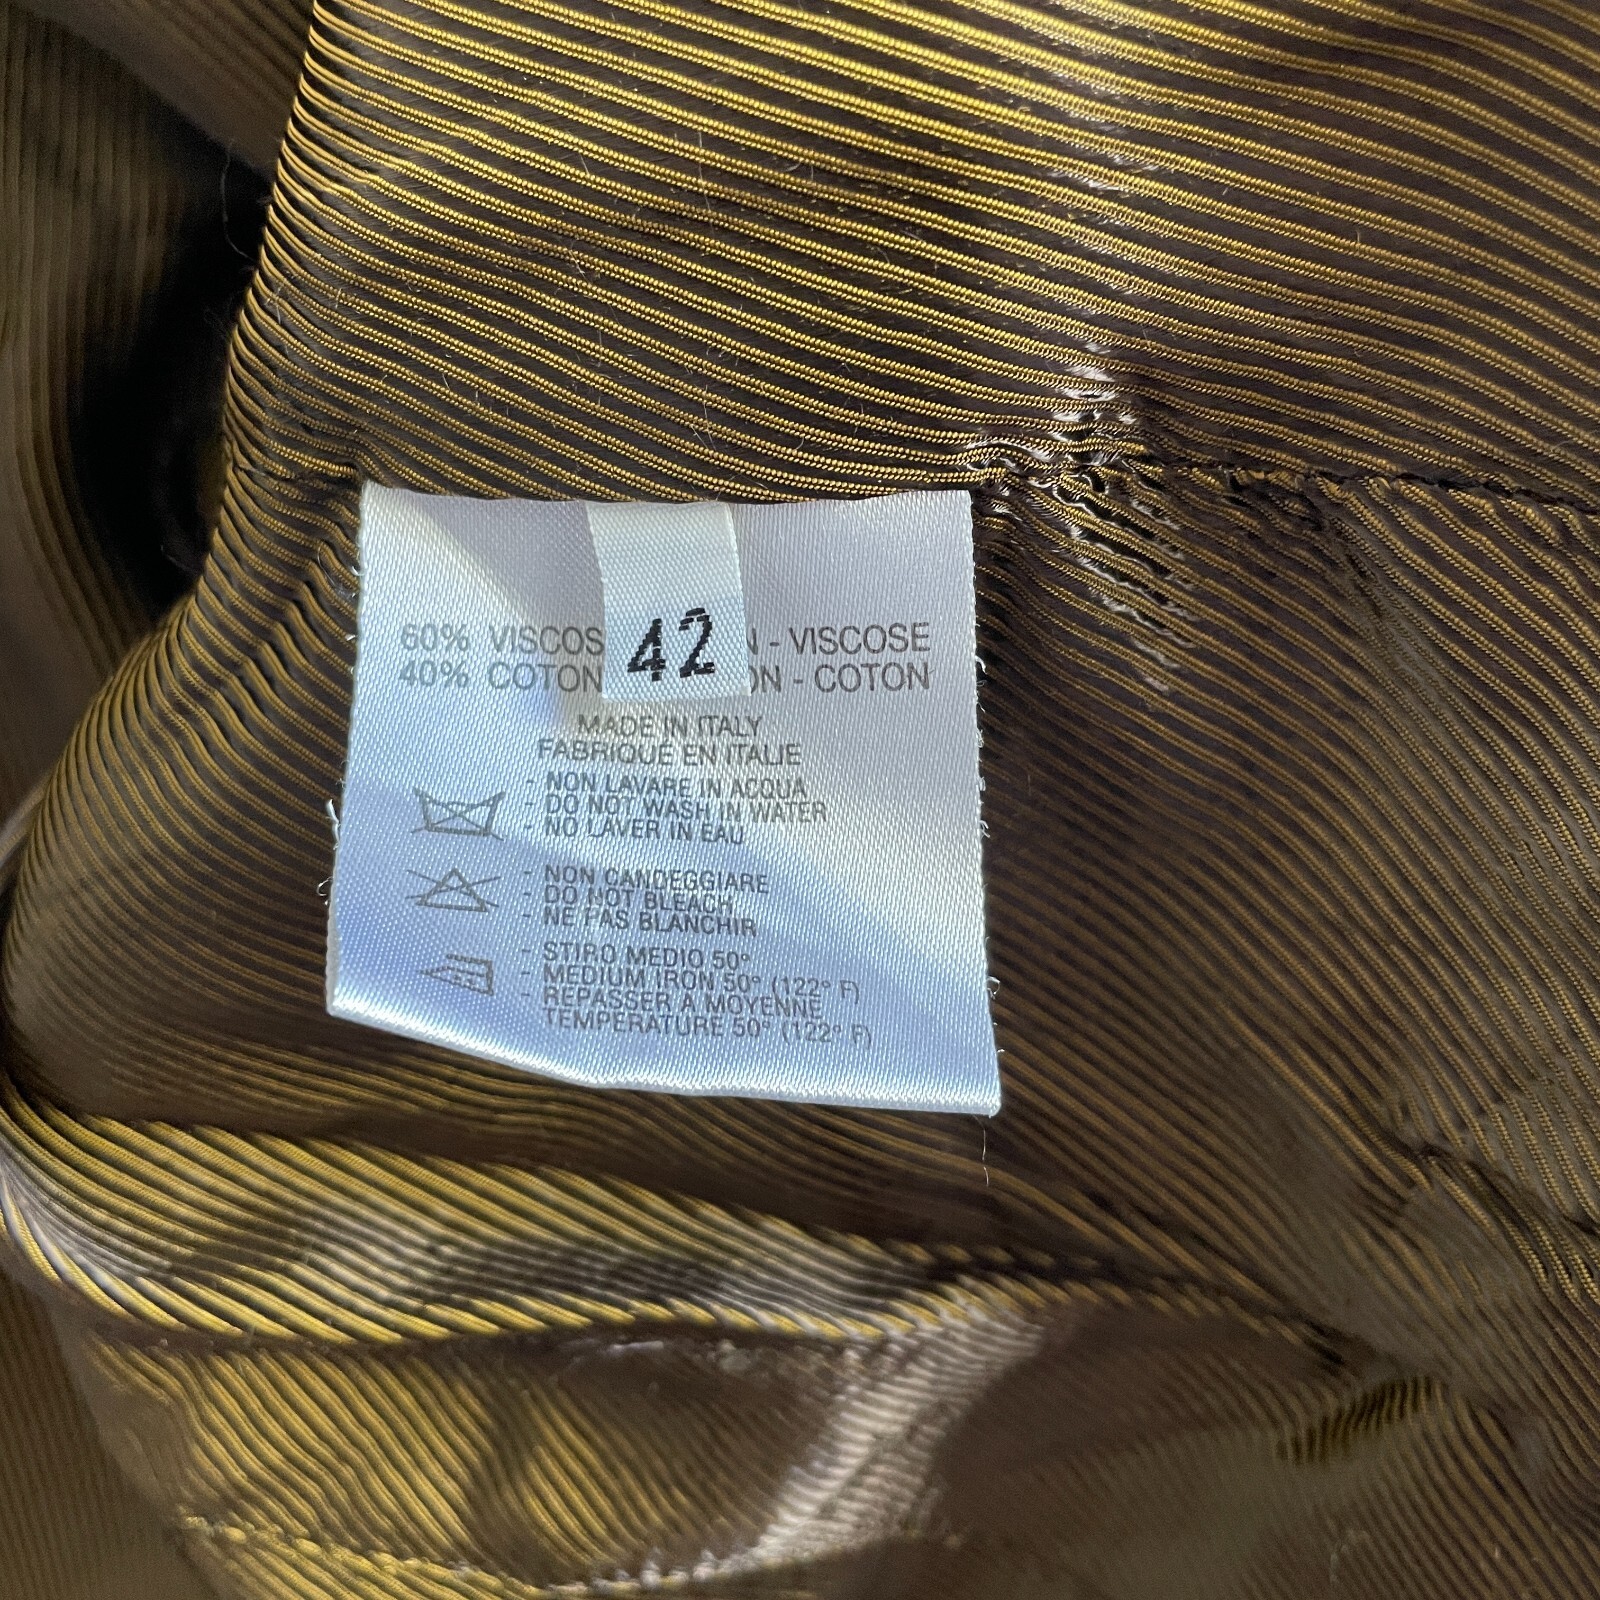 42
60% VISCOS - VISCOSE
40% COTON - COTON
MADE IN ITALY
FABRIQUÉ EN ITALIE
- NON LAVARE IN ACQUA
- DO NOT WASH IN WATER
- NO LAVER IN EAU
- NON CANDEGGIARE
- DO NOT BLEACH
- NE PAS BLANCHIR
- STIRO MEDIO 50°
- MEDIUM IRON 50° (122° F)
- REPASSER A MOYENNE
TEMPERATURE 50° (122° F)